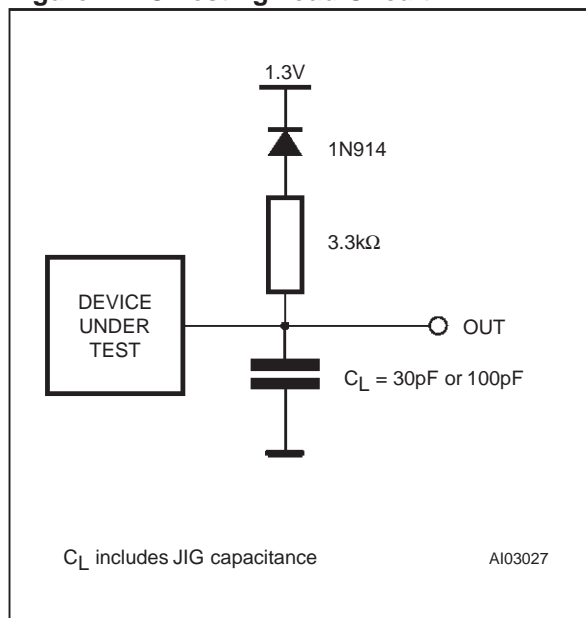 1.3V
1N914
3.3kΩ
DEVICE
UNDER
TEST
OUT
CL = 30pF or 100pF
CL includes JIG capacitance
AI03027